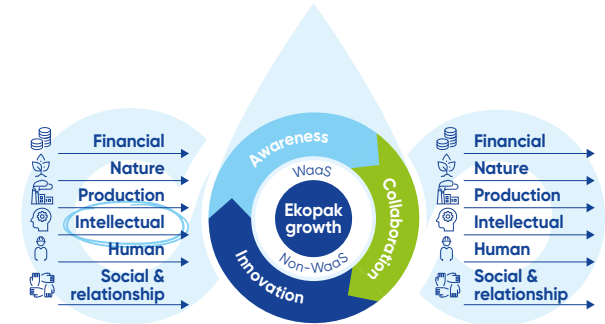 Financial
Nature
Production
Intellectual
Human
Social &
relationship
Awareness
Collaboration
Innovation
WaaS
Ekopak
growth
Non-WaaS
Financial
Nature
Production
Intellectual
Human
Social &
relationship